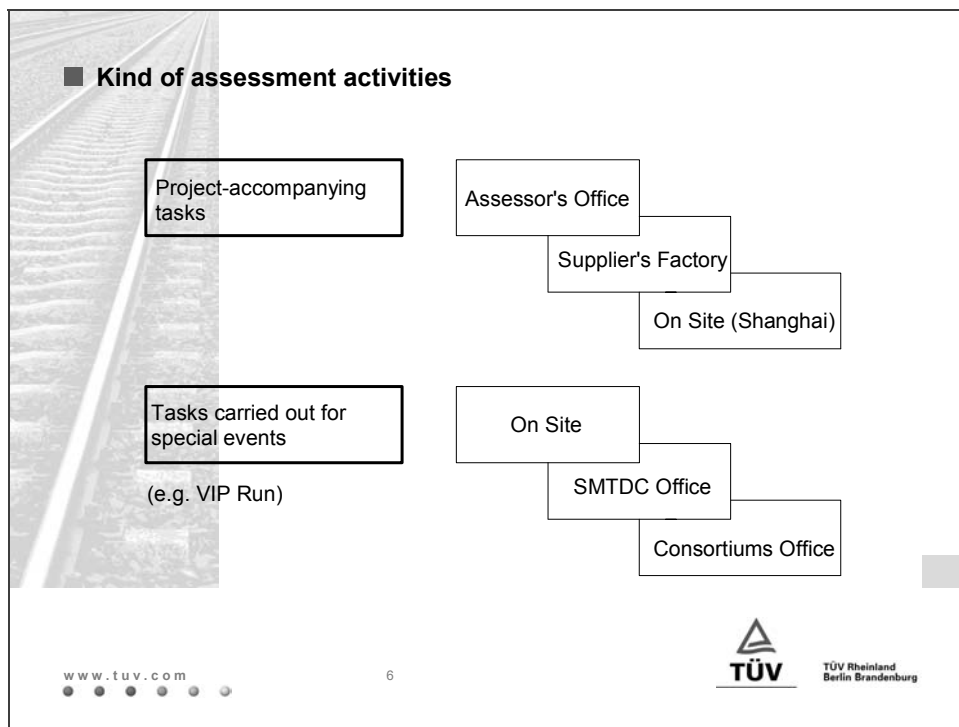 Kind of assessment activities
Project-accompanying
tasks
Assessor's Office
Supplier's Factory
On Site (Shanghai)
Tasks carried out for
special events
(e.g. VIP Run)
On Site
SMTDC Office
Consortiums Office
www.tuv.com
6
TÜV
TÜV Rheinland
Berlin Brandenburg